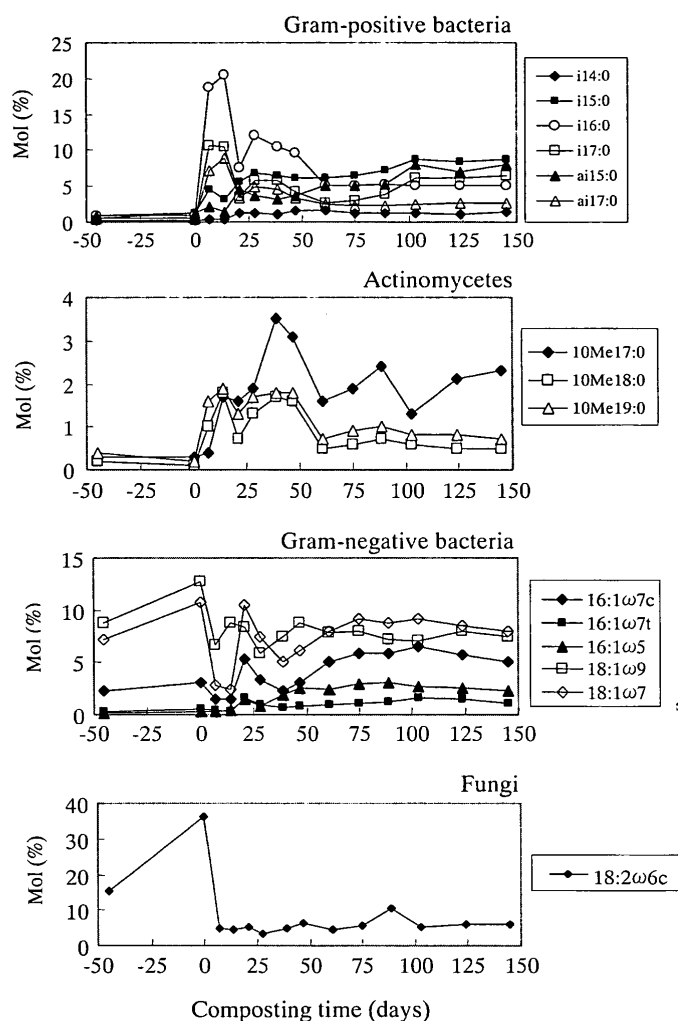 Gram-positive bacteria
25
20
15
10
5
0
Mol (%)
-50 -25 0 25 50 75 100 125 150
i14:0
i15:0
i16:0
i17:0
ai15:0
ai17:0
Actinomycetes
4
3
2
1
0
Mol (%)
-50 -25 0 25 50 75 100 125 150
10Me17:0
10Me18:0
10Me19:0
Gram-negative bacteria
15
10
5
0
Mol (%)
-50 -25 0 25 50 75 100 125 150
16:1ω7c
16:1ω7t
16:1ω5
18:1ω9
18:1ω7
Fungi
40
30
20
10
0
Mol (%)
-50 -25 0 25 50 75 100 125 150
18:2ω6c
Composting time (days)